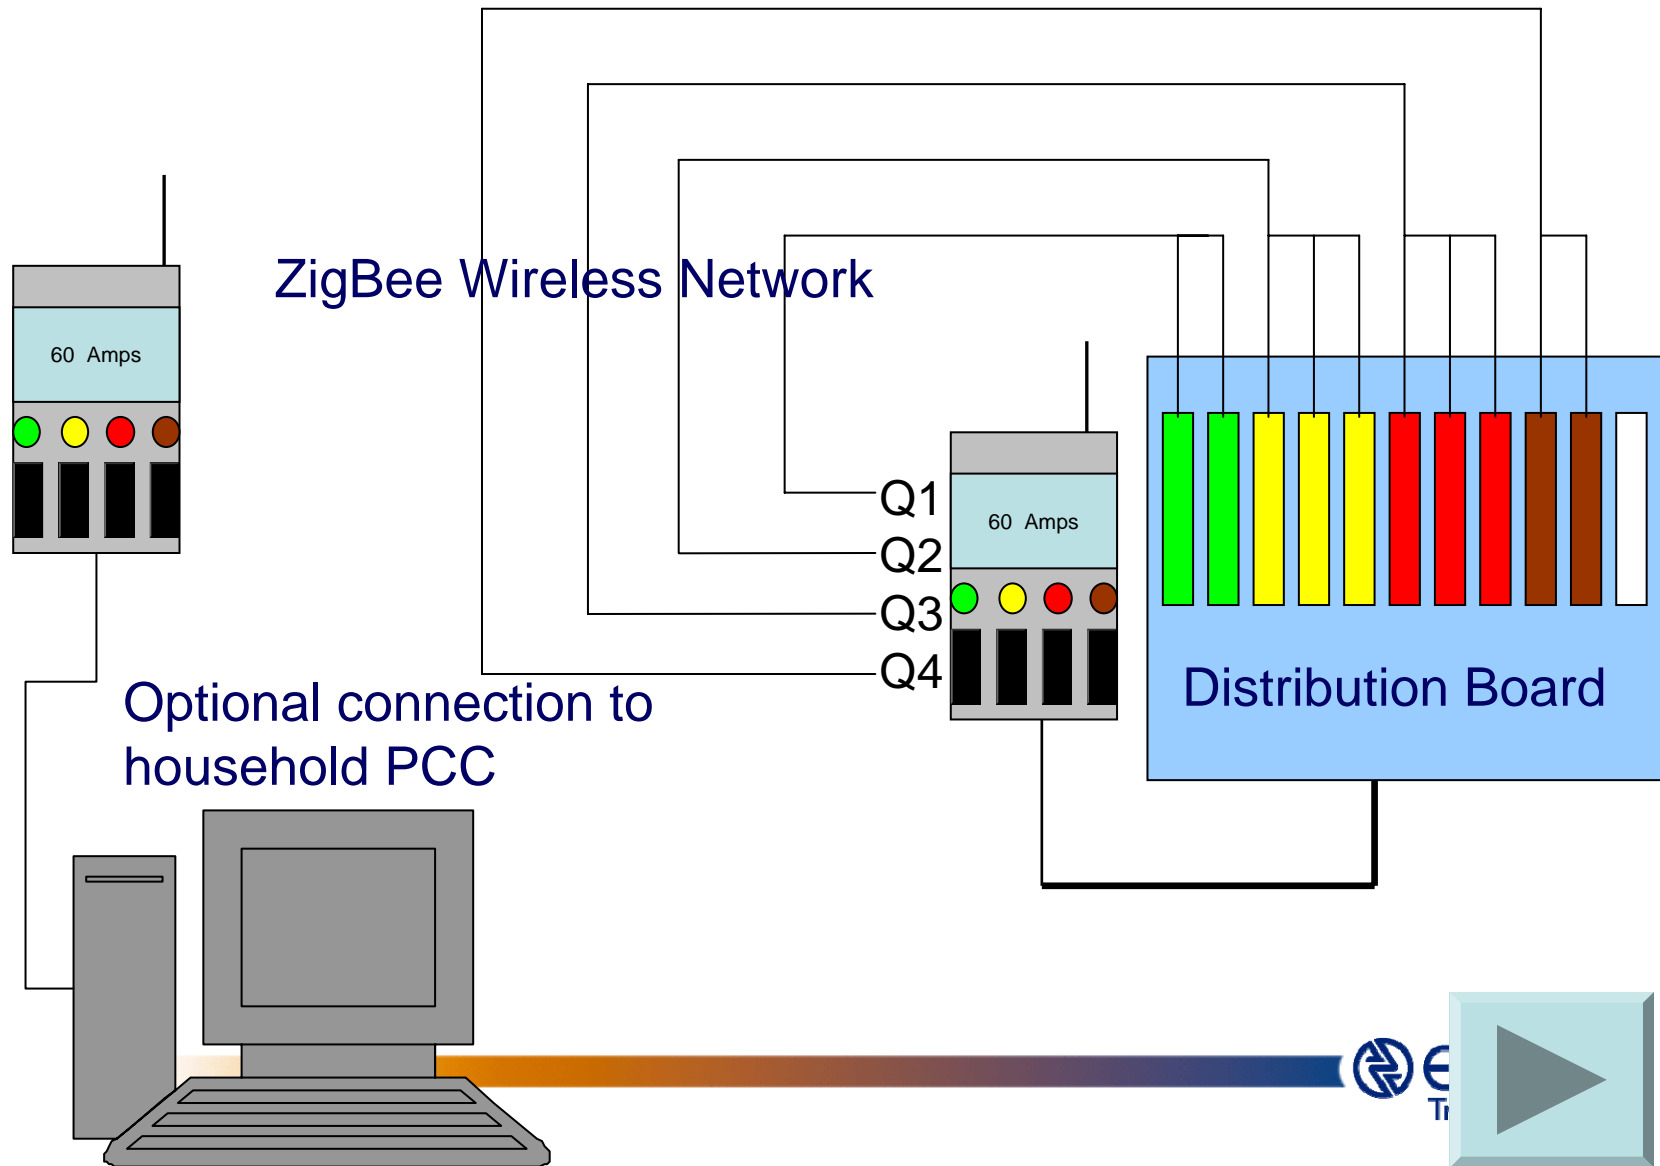 ZigBee Wireless Network
60 Amps
Q1
60 Amps
Q2
Q3
Q4
Optional connection to
household PCC
Distribution Board